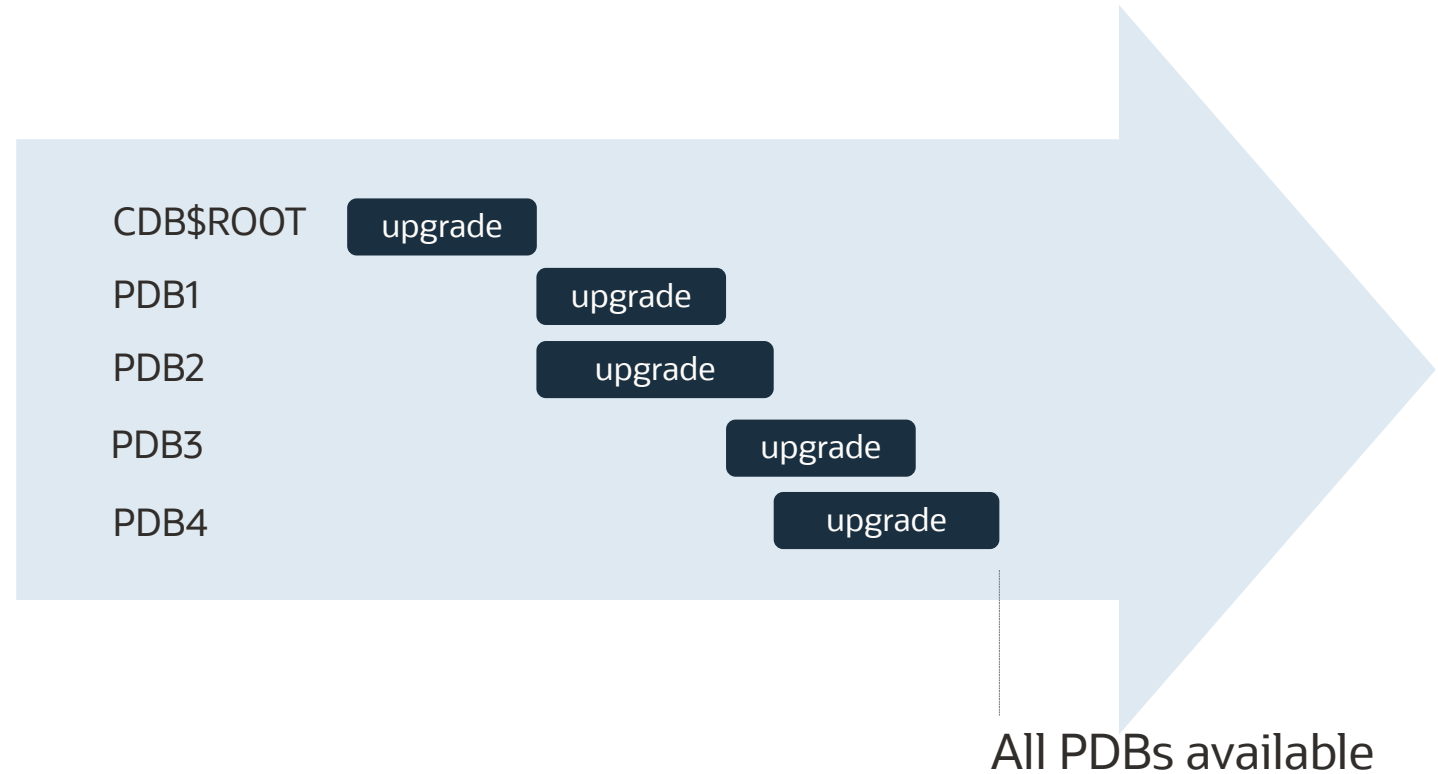 CDB$ROOT upgrade
PDB1 upgrade
PDB2 upgrade
PDB3 upgrade
PDB4 upgrade
All PDBs available